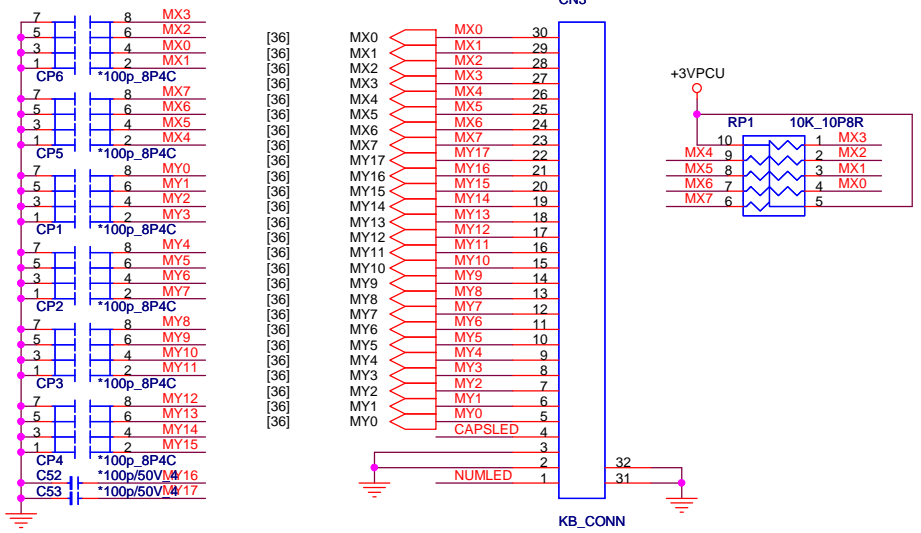 7 8 MX3
5 6 MX2
3 4 MX0
1 2 MX1
CP6 *100p_8P4C
7 8 MX7
5 6 MX6
3 4 MX5
1 2 MX4
CP5 *100p_8P4C
7 8 MY0
5 6 MY1
3 4 MY2
1 2 MY3
CP1 *100p_8P4C
7 8 MY4
5 6 MY5
3 4 MY6
1 2 MY7
CP2 *100p_8P4C
7 8 MY8
5 6 MY9
3 4 MY10
1 2 MY11
CP3 *100p_8P4C
7 8 MY12
5 6 MY13
3 4 MY14
1 2 MY15
CP4 *100p_8P4C
C52 *100p/50V_4 MY16
C53 *100p/50V_4 MY17
CN3
[36] MX0 MX0 30
[36] MX1 MX1 29
[36] MX2 MX2 28
[36] MX3 MX3 27
[36] MX4 MX4 26
[36] MX5 MX5 25
[36] MX6 MX6 24
[36] MX7 MX7 23
[36] MY17 MY17 22
[36] MY16 MY16 21
[36] MY15 MY15 20
[36] MY14 MY14 19
[36] MY13 MY13 18
[36] MY12 MY12 17
[36] MY11 MY11 16
[36] MY10 MY10 15
[36] MY9 MY9 14
[36] MY8 MY8 13
[36] MY7 MY7 12
[36] MY6 MY6 11
[36] MY5 MY5 10
[36] MY4 MY4 9
[36] MY3 MY3 8
[36] MY2 MY2 7
[36] MY1 MY1 6
[36] MY0 MY0 5
CAPSLED 4
3
2 32
NUMLED 1 31
KB_CONN
+3VPCU
RP1 10K_10P8R
10 1 MX3
MX4 9 2 MX2
MX5 8 3 MX1
MX6 7 4 MX0
MX7 6 5